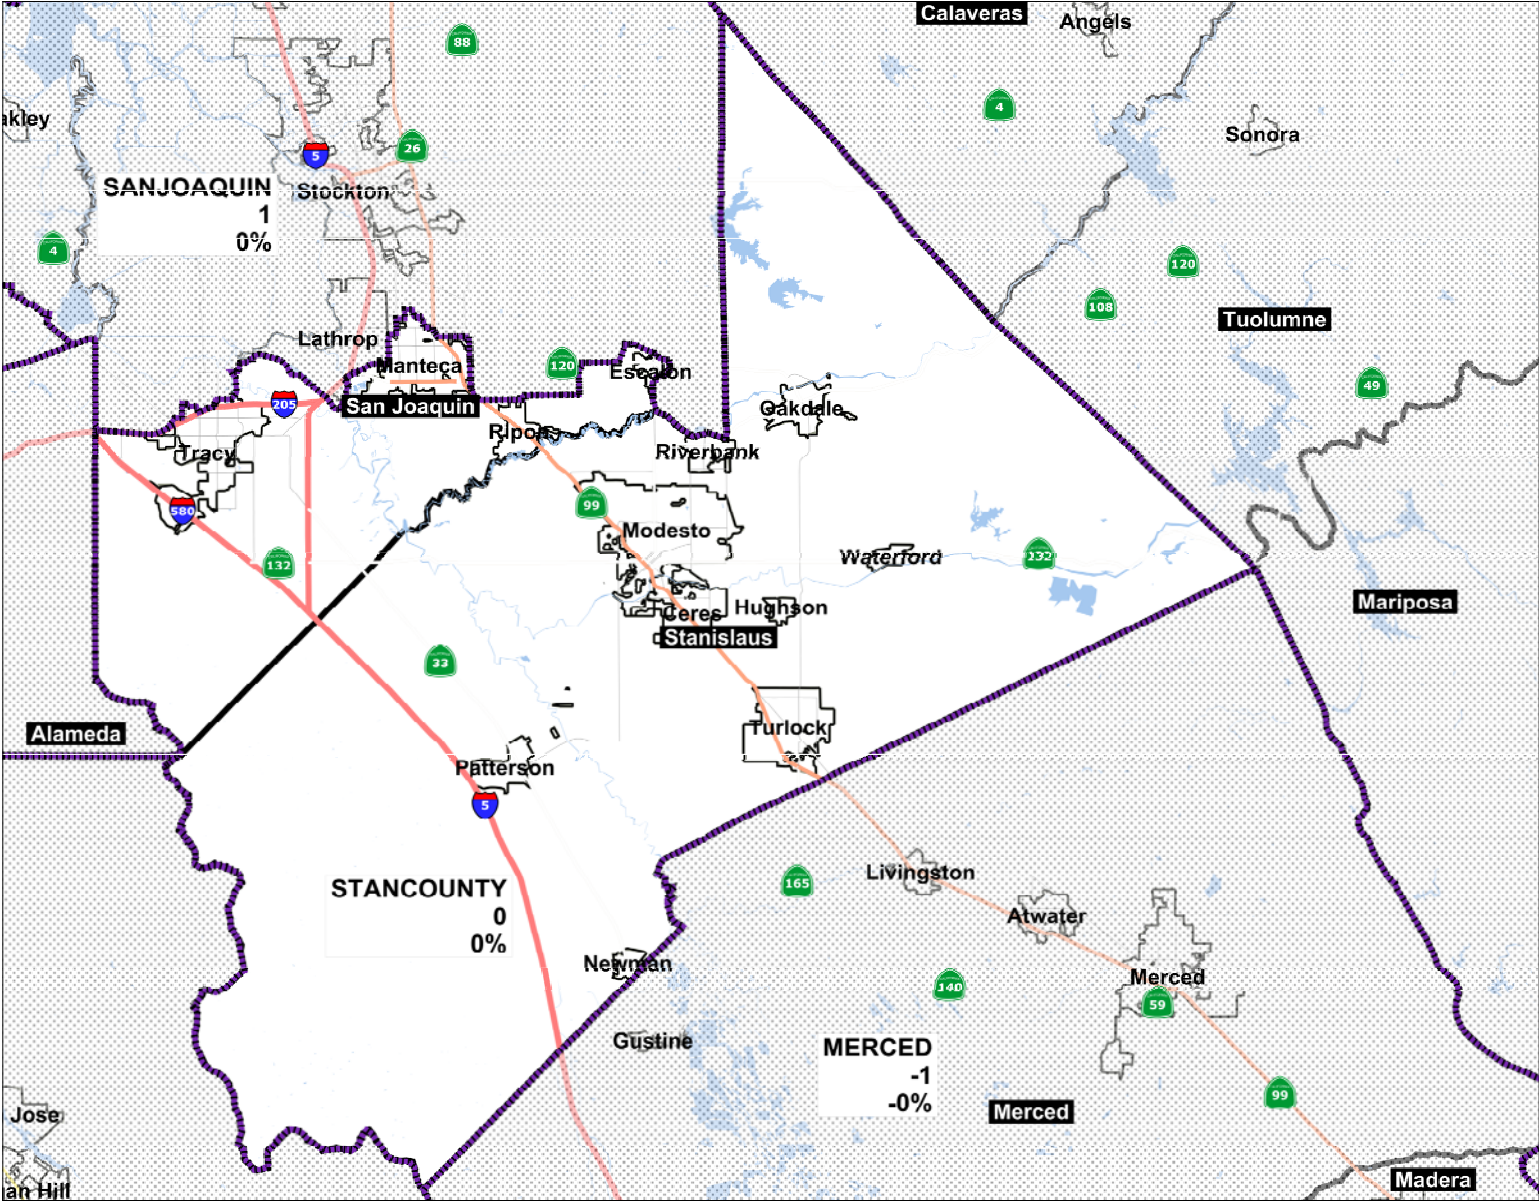 Calaveras
Angels
88
4
akley
Sonora
26
5
SANJOAQUIN
1
0%
Stockton
4
120
108
Tuolumne
Lathrop
Manteca
120
Escalon
49
205
San Joaquin
Oakdale
Ripon
Tracy
Riverbank
580
99
Modesto
132
Waterford
132
Ceres
Hughson
Stanislaus
Mariposa
33
Alameda
Turlock
Patterson
5
STANCOUNTY
0
0%
Livingston
165
Atwater
Newman
Merced
140
59
Gustine
MERCED
-1
-0%
Merced
99
Jose
an Hill
Madera